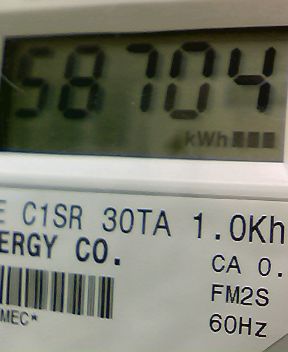 58704
kWh
E C1SR 30TA 1.0Kh
ERGY CO.
CA 0.
FM2S
MEC*
60Hz